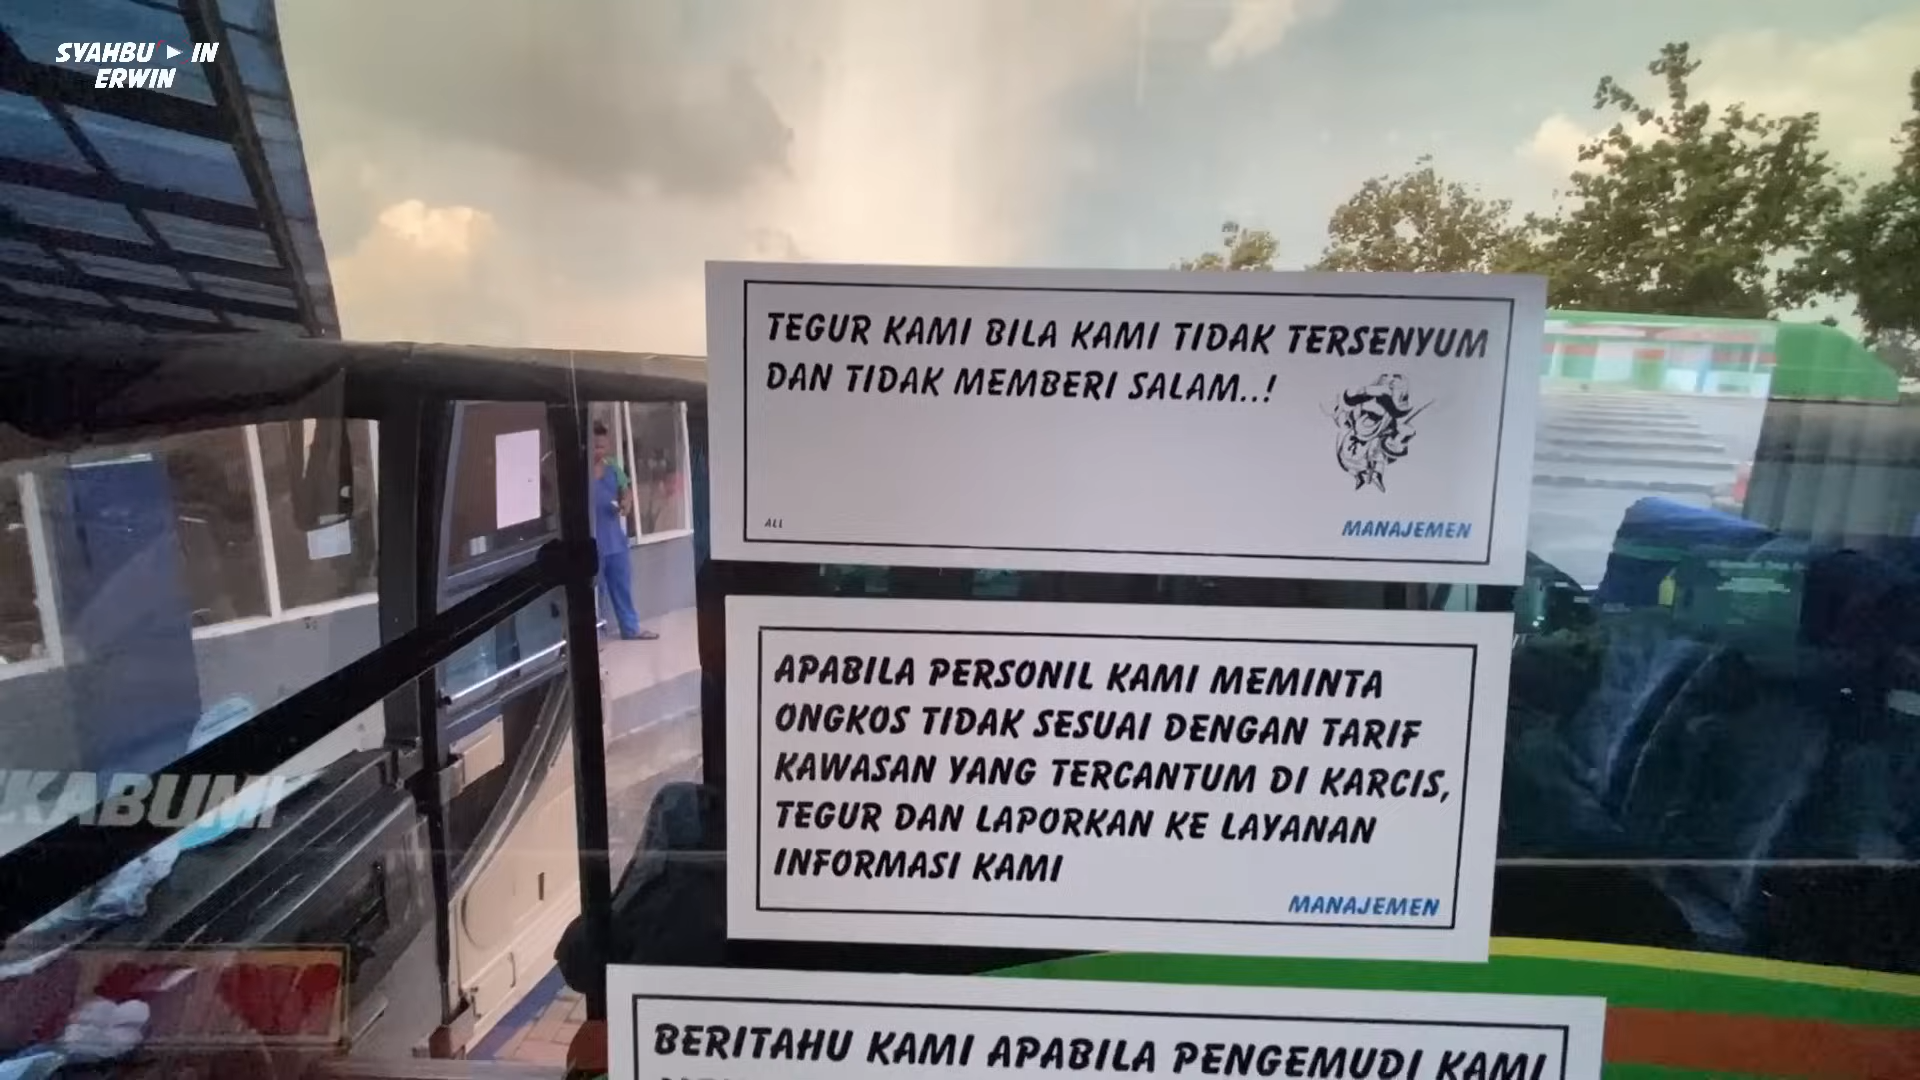 SYAHBU IN
ERWIN
TEGUR KAMI BILA KAMI TIDAK TERSENYUM
DAN TIDAK MEMBERI SALAM..!
ALL
MANAJEMEN
APABILA PERSONIL KAMI MEMINTA
ONGKOS TIDAK SESUAI DENGAN TARIF
KAWASAN YANG TERCANTUM DI KARCIS,
TEGUR DAN LAPORKAN KE LAYANAN
INFORMASI KAMI
MANAJEMEN
KABUMI
BERITAHU KAMI APABILA PENGEMUDI KAMI